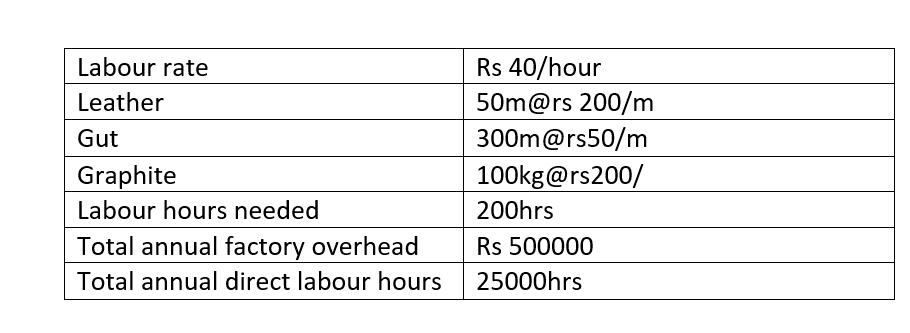 Labour rate Rs 40/hour
Leather 50m@rs 200/m
Gut 300m@rs50/m
Graphite 100kg@rs200/
Labour hours needed 200hrs
Total annual factory overhead Rs 500000
Total annual direct labour hours 25000hrs